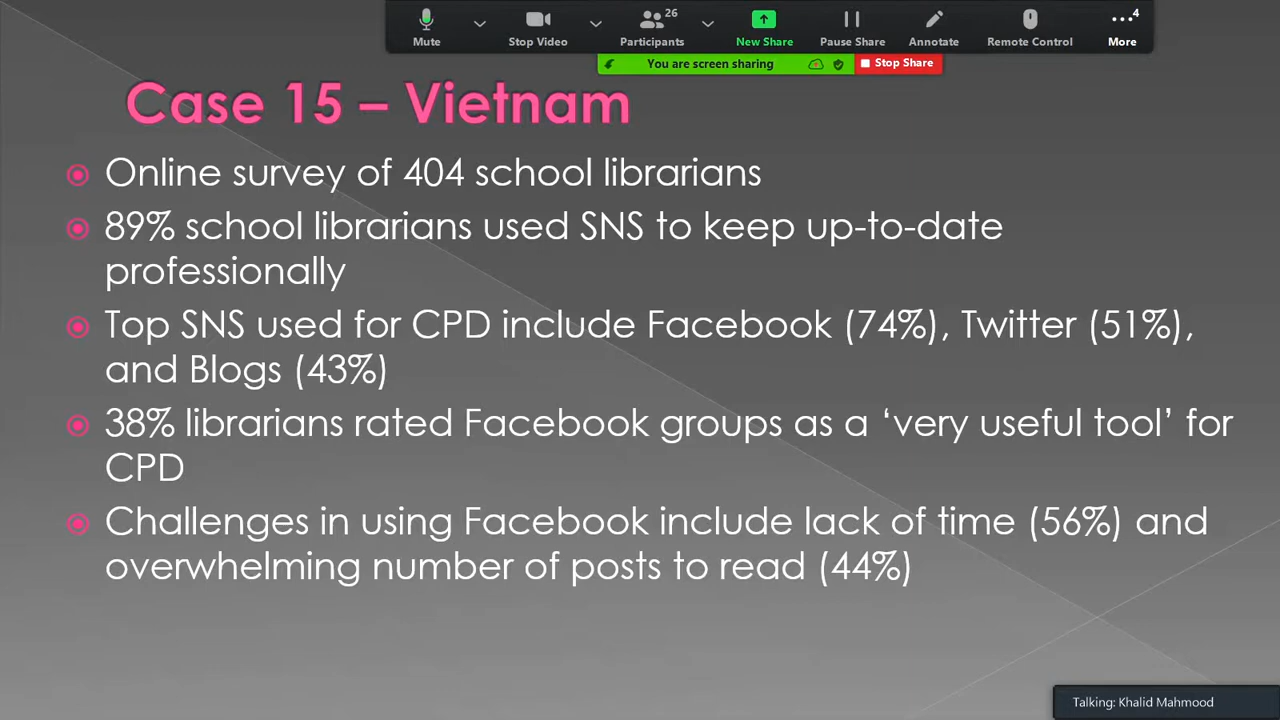 26
4
Mute
Stop Video
Participants
New Share
Pause Share
Annotate
Remote Control
More
You are screen sharing
Stop Share
Case 15 – Vietnam
Online survey of 404 school librarians
89% school librarians used SNS to keep up-to-date
professionally
Top SNS used for CPD include Facebook (74%), Twitter (51%),
and Blogs (43%)
38% librarians rated Facebook groups as a ‘very useful tool’ for
CPD
Challenges in using Facebook include lack of time (56%) and
overwhelming number of posts to read (44%)
Talking: Khalid Mahmood